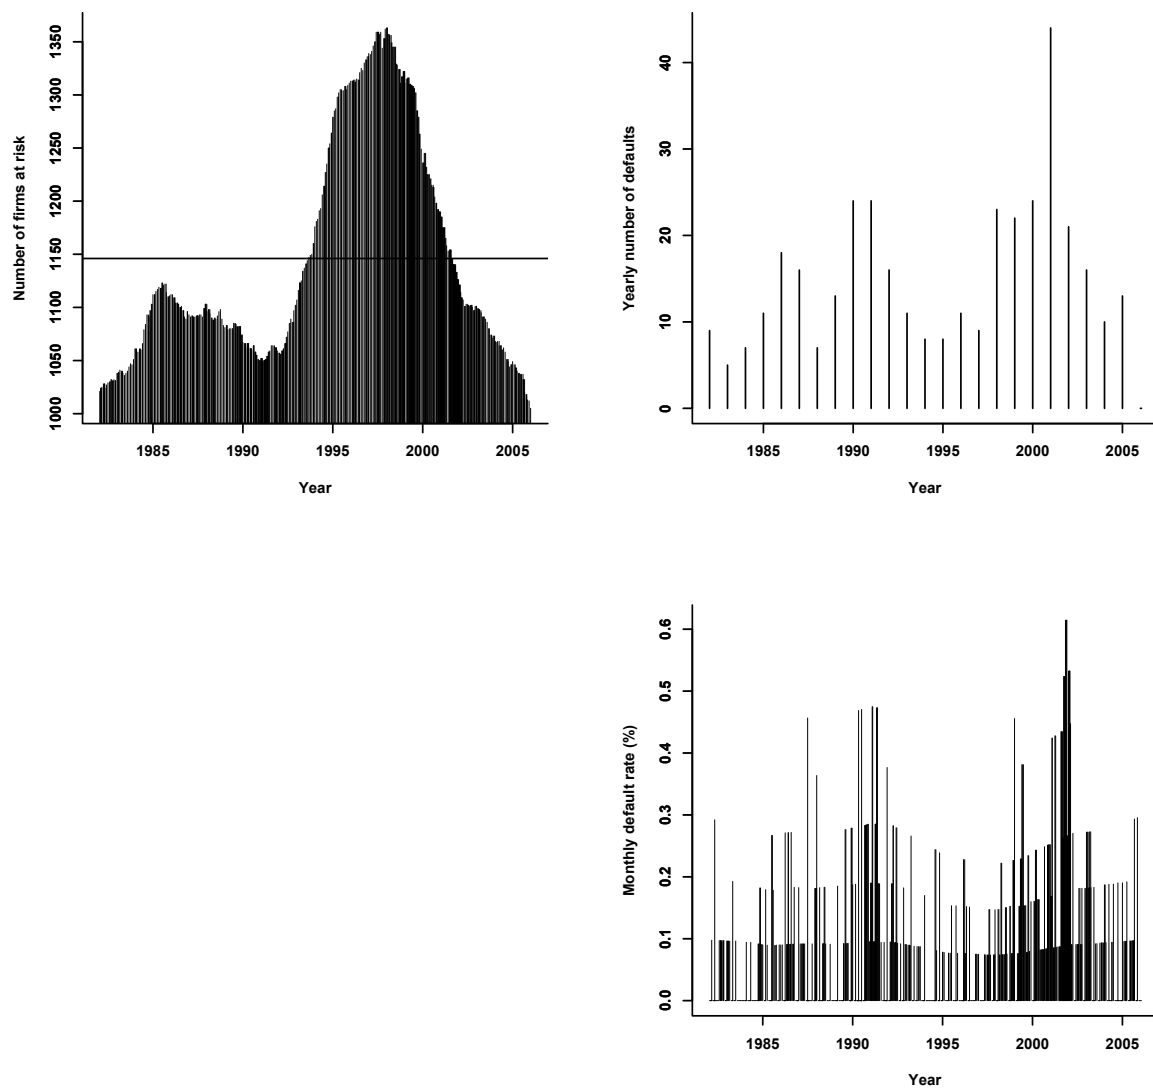 Number of firms at risk
1350
1300
1250
1200
1150
1100
1050
1000
1985 1990 1995 2000 2005
Year
Yearly number of defaults
40
30
20
10
0
1985 1990 1995 2000 2005
Year
Monthly default rate (%)
0.6
0.5
0.4
0.3
0.2
0.1
0.0
1985 1990 1995 2000 2005
Year